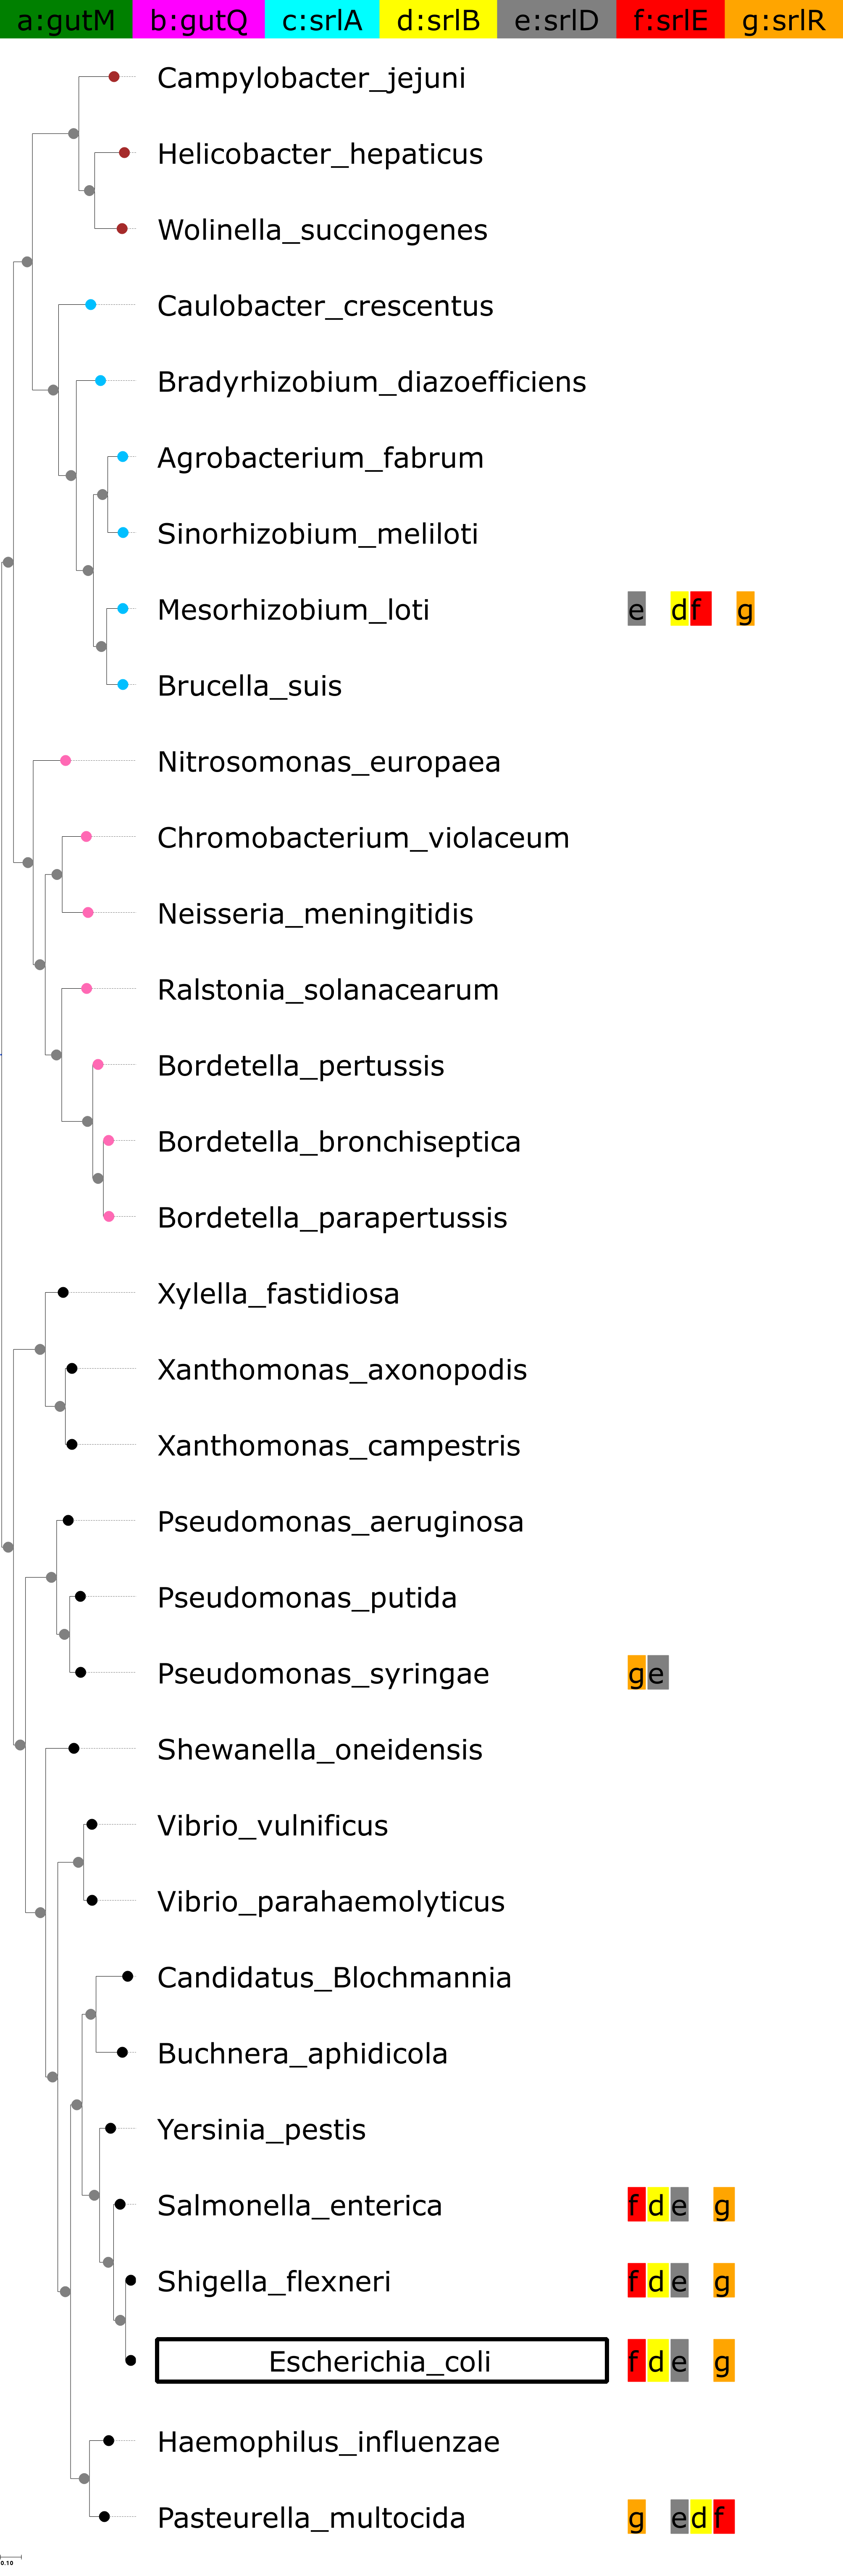 a:gutM b:gutQ c:srlA d:srlB e:srlD f:srlE g:srlR
Campylobacter_jejuni
Helicobacter_hepaticus
Wolinella_succinogenes
Caulobacter_crescentus
Bradyrhizobium_diazoefficiens
Agrobacterium_fabrum
Sinorhizobium_meliloti
Mesorhizobium_loti e d f g
Brucella_suis
Nitrosomonas_europaea
Chromobacterium_violaceum
Neisseria_meningitidis
Ralstonia_solanacearum
Bordetella_pertussis
Bordetella_bronchiseptica
Bordetella_parapertussis
Xylella_fastidiosa
Xanthomonas_axonopodis
Xanthomonas_campestris
Pseudomonas_aeruginosa
Pseudomonas_putida
Pseudomonas_syringae g e
Shewanella_oneidensis
Vibrio_vulnificus
Vibrio_parahaemolyticus
Candidatus_Blochmannia
Buchnera_aphidicola
Yersinia_pestis
Salmonella_enterica f d e g
Shigella_flexneri f d e g
Escherichia_coli f d e g
Haemophilus_influenzae
Pasteurella_multocida g e d f
0.10